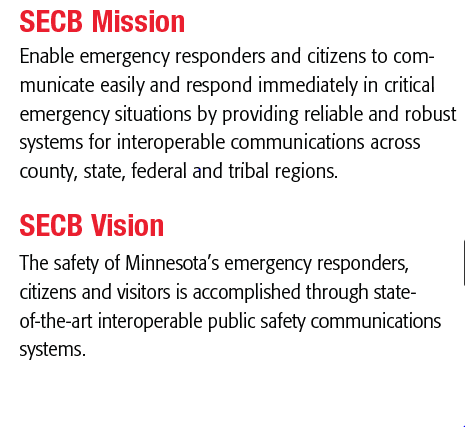 SECB Mission
Enable emergency responders and citizens to com-
municate easily and respond immediately in critical
emergency situations by providing reliable and robust
systems for interoperable communications across
county, state, federal and tribal regions.
SECB Vision
The safety of Minnesota’s emergency responders,
citizens and visitors is accomplished through state-
of-the-art interoperable public safety communications
systems.